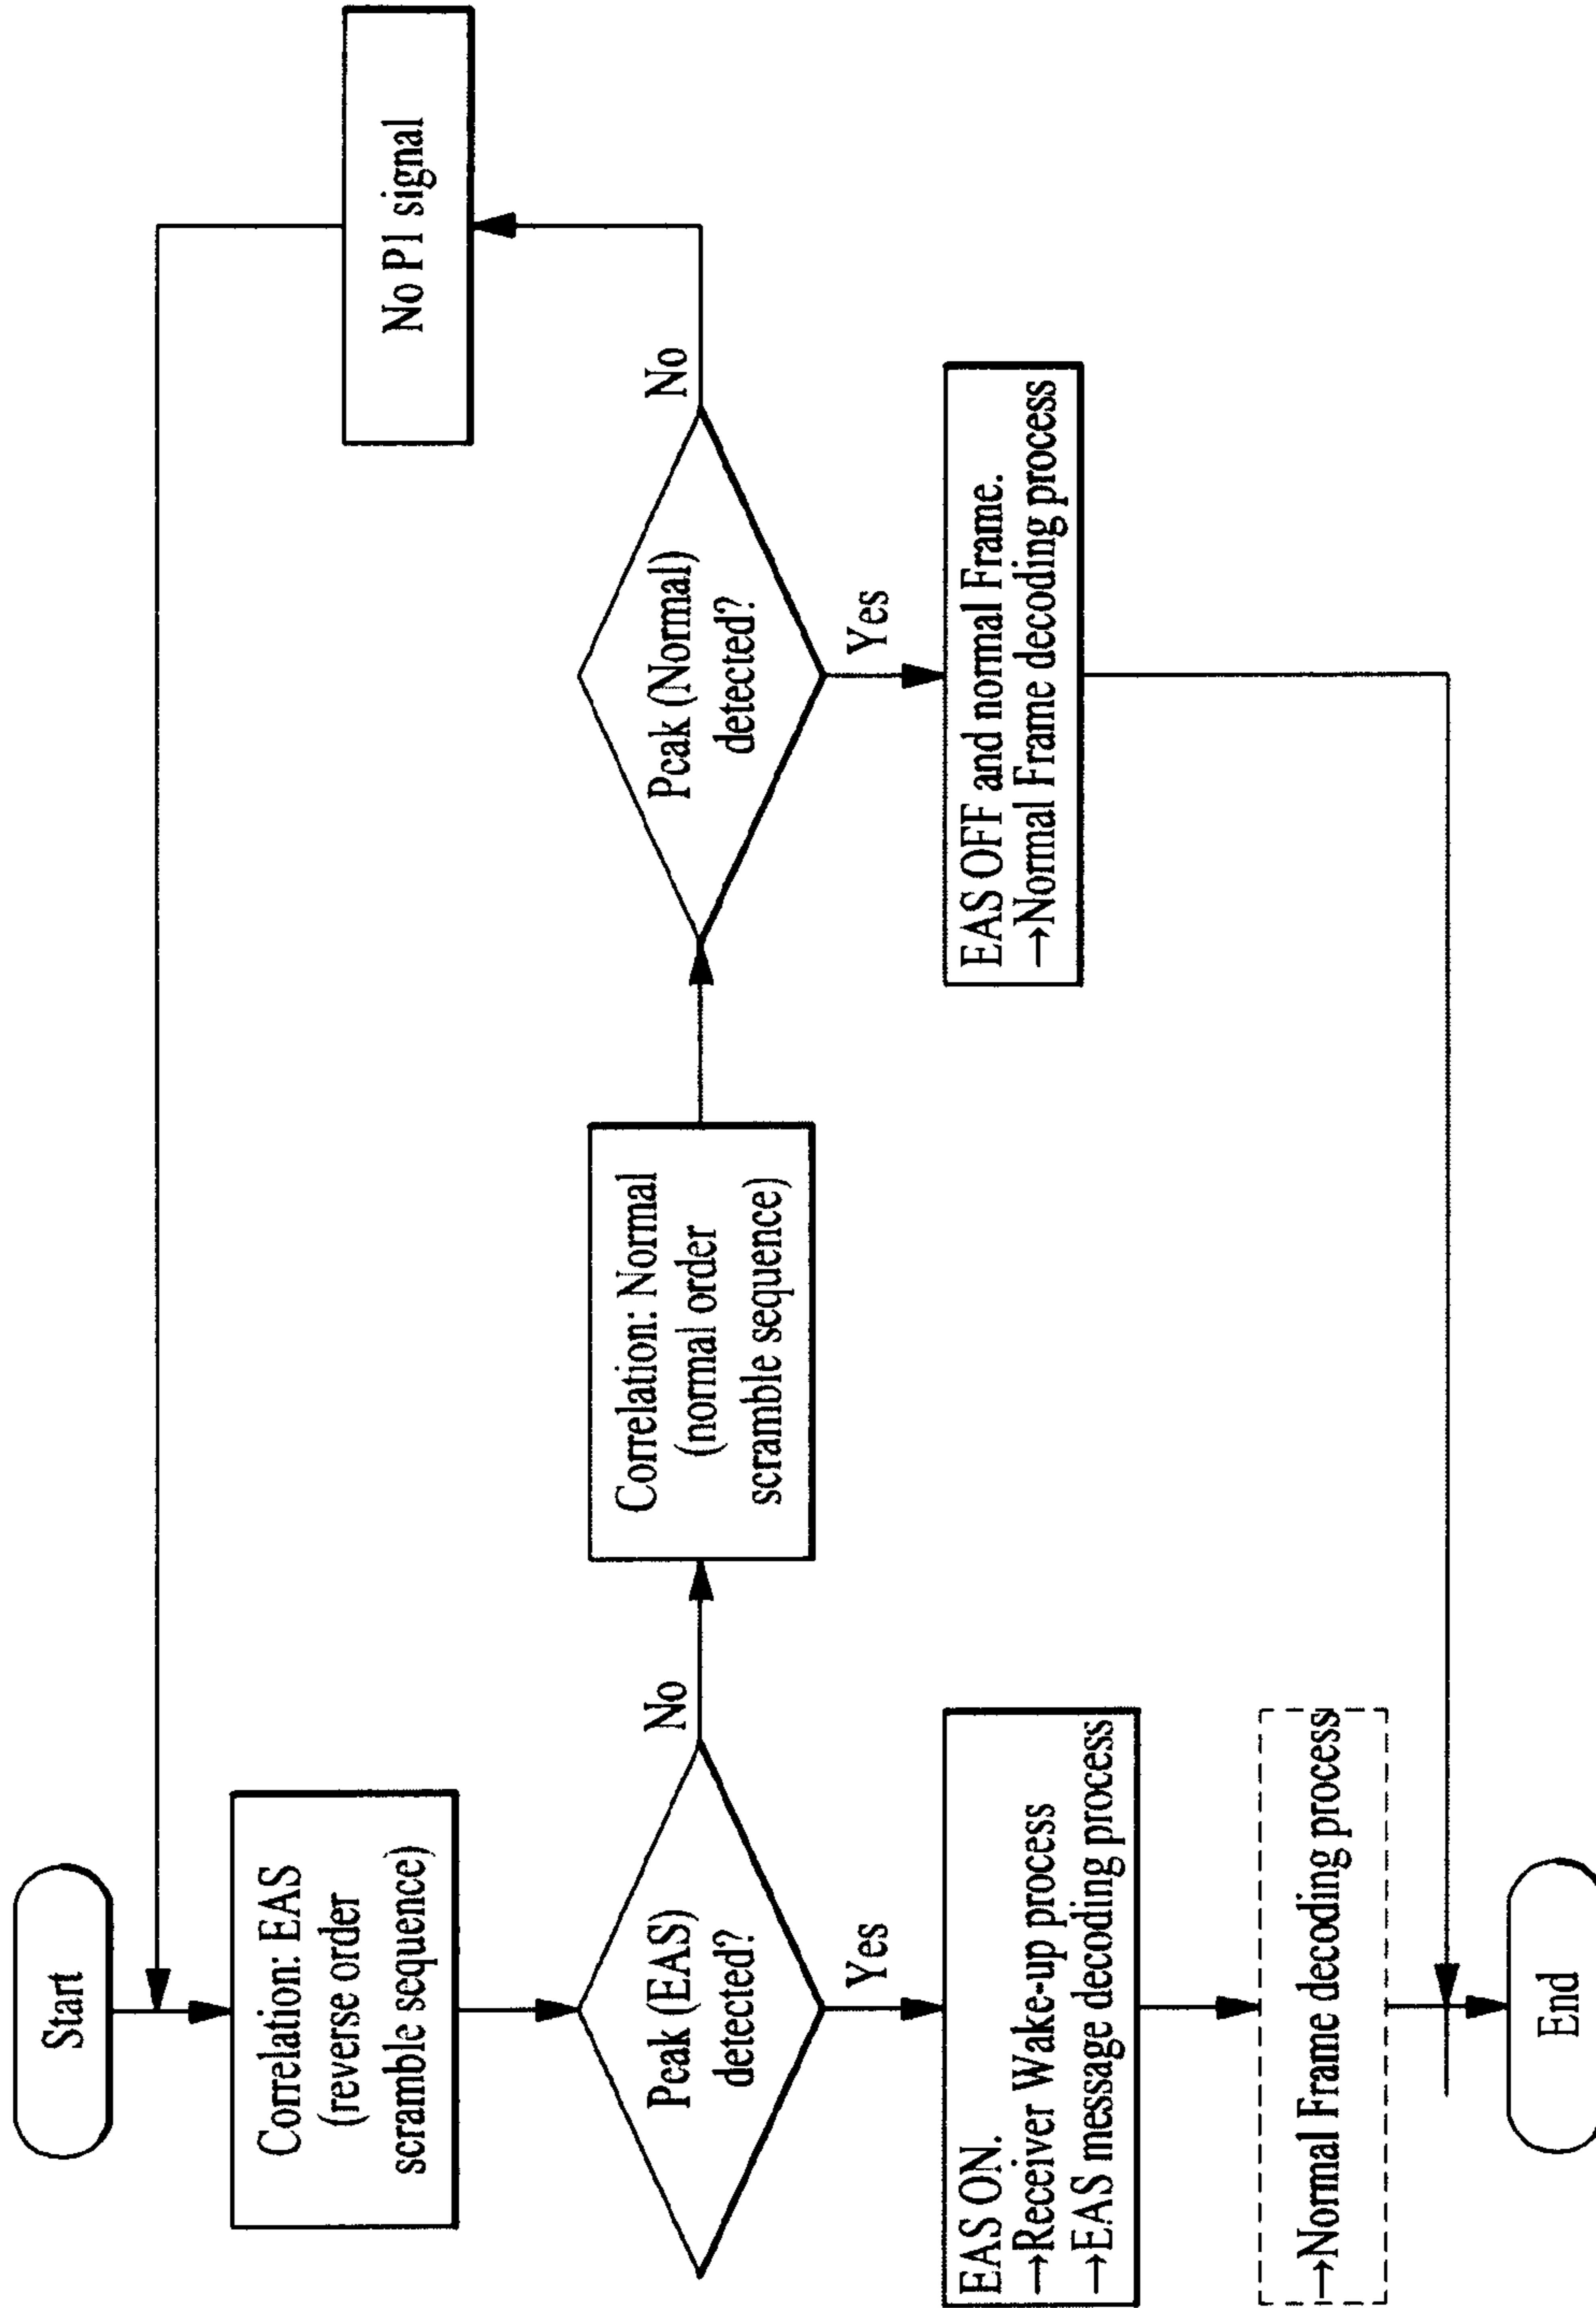 Start
Correlation: EAS
(reverse order
scramble sequence)
Peak (EAS)
detected?
No
Yes
EAS ON.
→Receiver Wake-up process
→EAS message decoding process
→Normal Frame decoding process
End
Correlation: Normal
(normal order
scramble sequence)
Peak (Normal)
detected?
No
Yes
EAS OFF and normal Frame.
→Normal Frame decoding process
No P1 signal